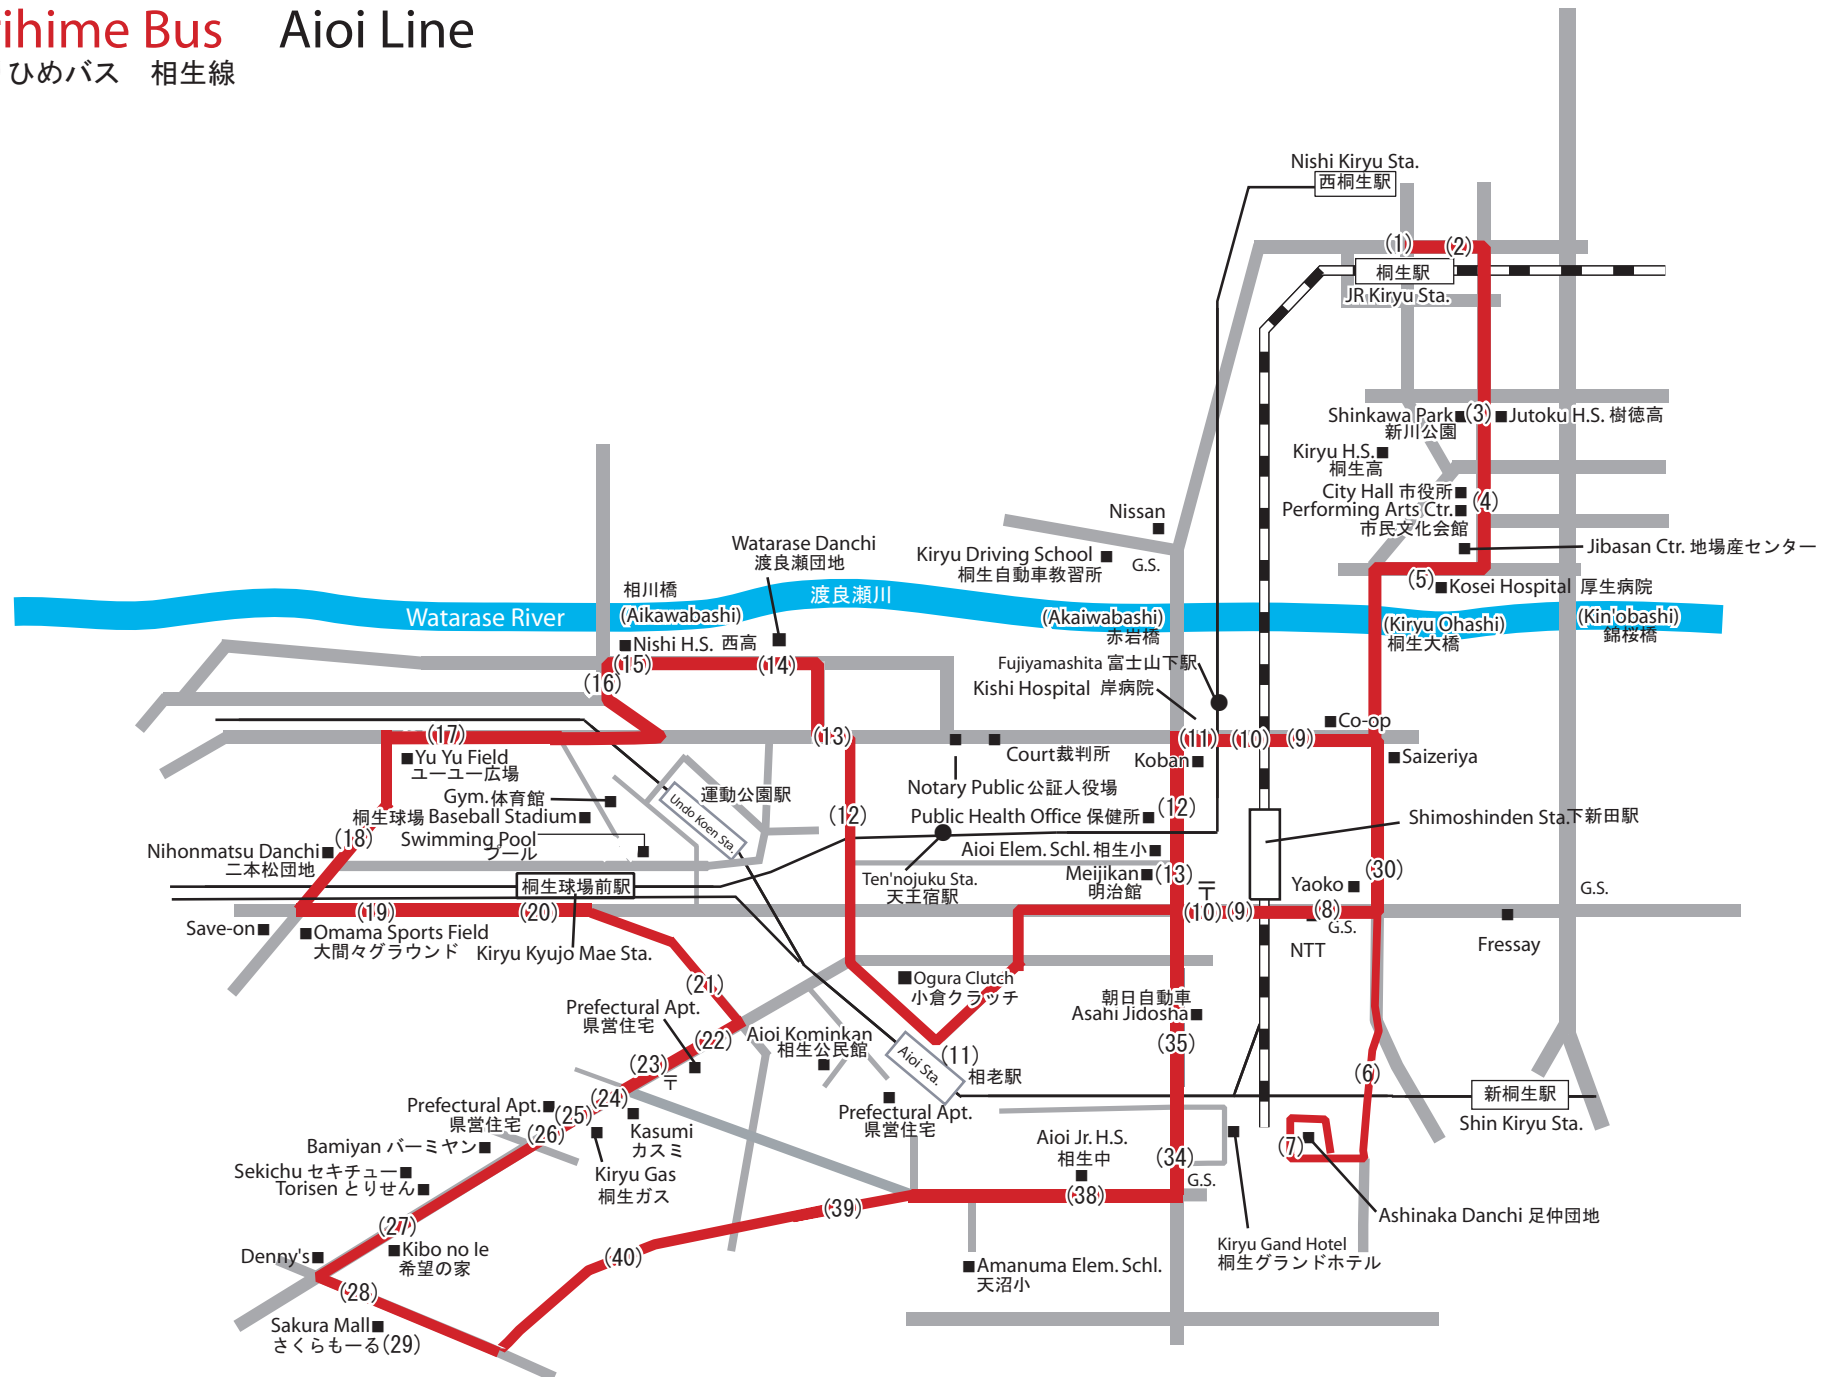 ihime Bus Aioi Line
ひめバス 相生線
Nishi Kiryu Sta.
西桐生駅
(1)
(2)
桐生駅
JR Kiryu Sta.
Shinkawa Park
新川公園
(3)
Jutoku H.S. 樹徳高
Kiryu H.S.
桐生高
City Hall 市役所
(4)
Performing Arts Ctr.
市民文化会館
Jibasan Ctr. 地場産センター
(5)
Kosei Hospital 厚生病院
Nissan
Kiryu Driving School
桐生自動車教習所
G.S.
Watarase Danchi
渡良瀬団地
相川橋
(Aikawabashi)
渡良瀬川
Watarase River
(Akaiwabashi)
赤岩橋
(Kiryu Ohashi)
桐生大橋
(Kin'obashi)
錦桜橋
Nishi H.S. 西高
(15)
(14)
(16)
Fujiyamashita 富士山下駅
Kishi Hospital 岸病院
Co-op
(17)
(13)
(11)
(10)
(9)
Yu Yu Field
ユーユー広場
Court裁判所
Koban
Saizeriya
Notary Public 公証人役場
Gym.体育館
運動公園駅
Undo Koen Sta.
桐生球場 Baseball Stadium
(12)
Public Health Office 保健所
(12)
Shimoshinden Sta.下新田駅
(18)
Swimming Pool
プール
Nihonmatsu Danchi
二本松団地
Aioi Elem. Schl. 相生小
Meijikan
明治館
(13)
〒
Ten'nojuku Sta.
天王宿駅
(30)
桐生球場前駅
Yaoko
G.S.
(19)
(20)
(10)
(9)
(8)
G.S.
Save-on
Omama Sports Field
大間々グラウンド
Kiryu Kyujo Mae Sta.
NTT
Fressay
(21)
Ogura Clutch
小倉クラッチ
朝日自動車
Asahi Jidosha
Prefectural Apt.
県営住宅
(22)
Aioi Kominkan
相生公民館
(35)
Aioi Sta.
(11)
相老駅
(23)
〒
(6)
(24)
新桐生駅
Shin Kiryu Sta.
Prefectural Apt.
県営住宅
(25)
(26)
Kasumi
カスミ
Prefectural Apt.
県営住宅
Bamiyan バーミヤン
Aioi Jr. H.S.
相生中
(7)
(34)
Sekichu セキチュー
Torisen とりせん
Kiryu Gas
桐生ガス
G.S.
(38)
(39)
Ashinaka Danchi 足仲団地
(27)
Kibo no Ie
希望の家
Denny's
(40)
Kiryu Gand Hotel
桐生グランドホテル
Amanuma Elem. Schl.
天沼小
(28)
Sakura Mall
さくらもーる(29)